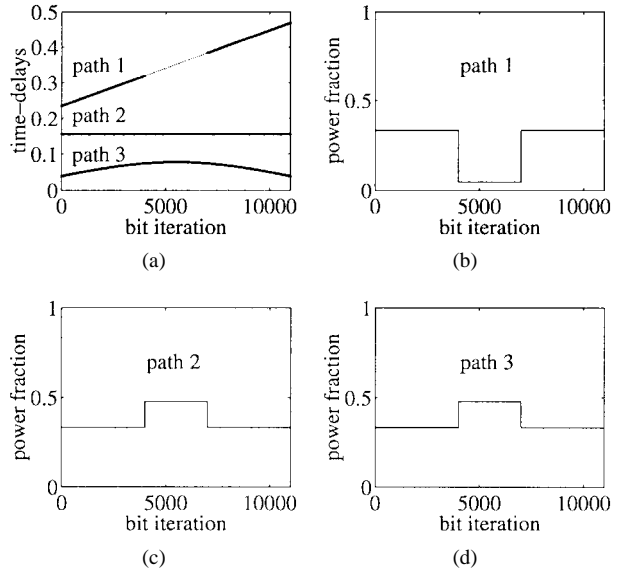 0.5
0.4
0.3
0.2
0.1
0
time-delays
path 1
path 2
path 3
0 5000 10000
bit iteration
(a)
1
0.5
0
power fraction
path 1
0 5000 10000
bit iteration
(b)
1
0.5
0
power fraction
path 2
0 5000 10000
bit iteration
(c)
1
0.5
0
power fraction
path 3
0 5000 10000
bit iteration
(d)